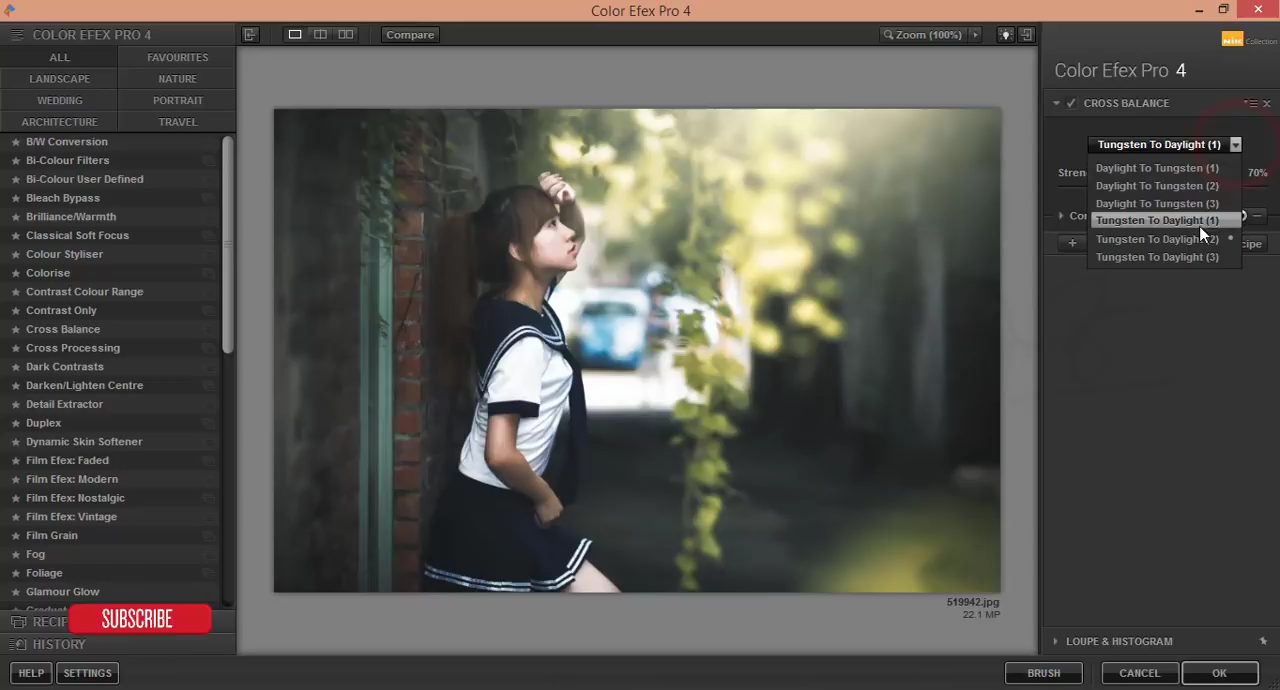 Color Efex Pro 4
COLOR EFEX PRO 4
Compare
Zoom (100%)
Nik Collection
ALL
FAVOURITES
LANDSCAPE
NATURE
WEDDING
PORTRAIT
ARCHITECTURE
TRAVEL
B/W Conversion
Bi-Colour Filters
Bi-Colour User Defined
Bleach Bypass
Brilliance/Warmth
Classical Soft Focus
Colour Styliser
Colorise
Contrast Colour Range
Contrast Only
Cross Balance
Cross Processing
Dark Contrasts
Darken/Lighten Centre
Detail Extractor
Duplex
Dynamic Skin Softener
Film Efex: Faded
Film Efex: Modern
Film Efex: Nostalgic
Film Efex: Vintage
Film Grain
Fog
Foliage
Glamour Glow
RECIP
SUBSCRIBE
HISTORY
HELP
SETTINGS
519942.jpg
22.1 MP
Color Efex Pro 4
CROSS BALANCE
Tungsten To Daylight (1)
Daylight To Tungsten (1)
Stren
70%
Daylight To Tungsten (2)
Daylight To Tungsten (3)
Con
Tungsten To Daylight (1)
Tungsten To Daylight (2)
cipe
Tungsten To Daylight (3)
LOUPE & HISTOGRAM
BRUSH
CANCEL
OK